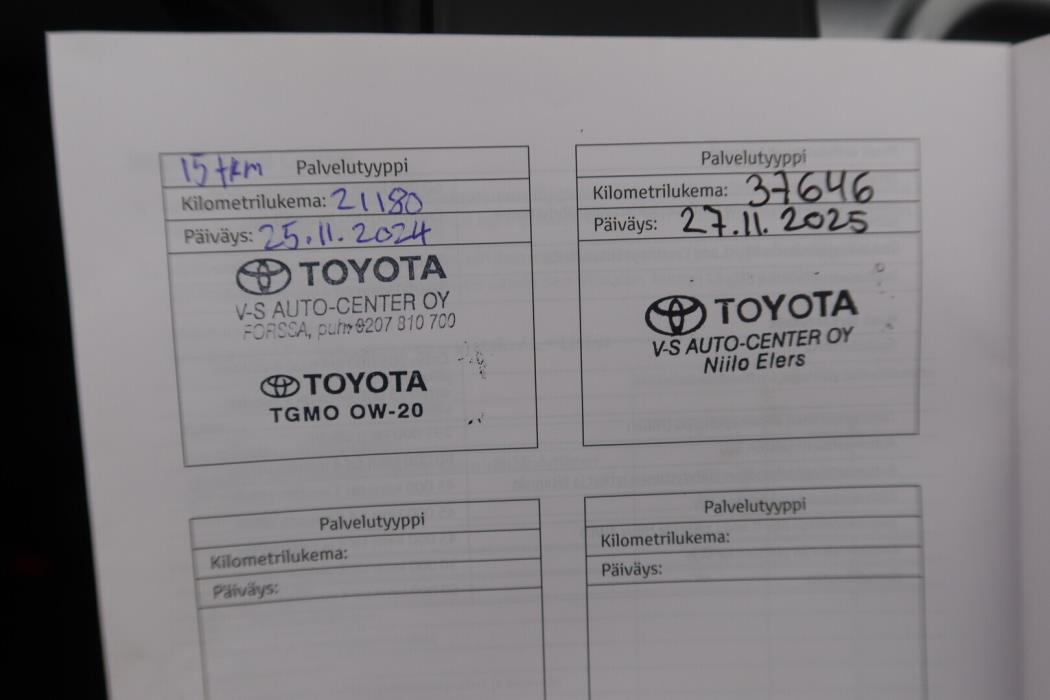 15 tkm Palvelutyyppi
Kilometrilukema: 21180
Päiväys: 25.11.2024
TOYOTA
V-S AUTO-CENTER OY
FORSSA, puh. 0207 810 700
TOYOTA
TGMO OW-20
Palvelutyyppi
Kilometrilukema: 37646
Päiväys: 27.11.2025
TOYOTA
V-S AUTO-CENTER OY
Niilo Elers
Palvelutyyppi
Kilometrilukema:
Päiväys:
Palvelutyyppi
Kilometrilukema:
Päiväys: